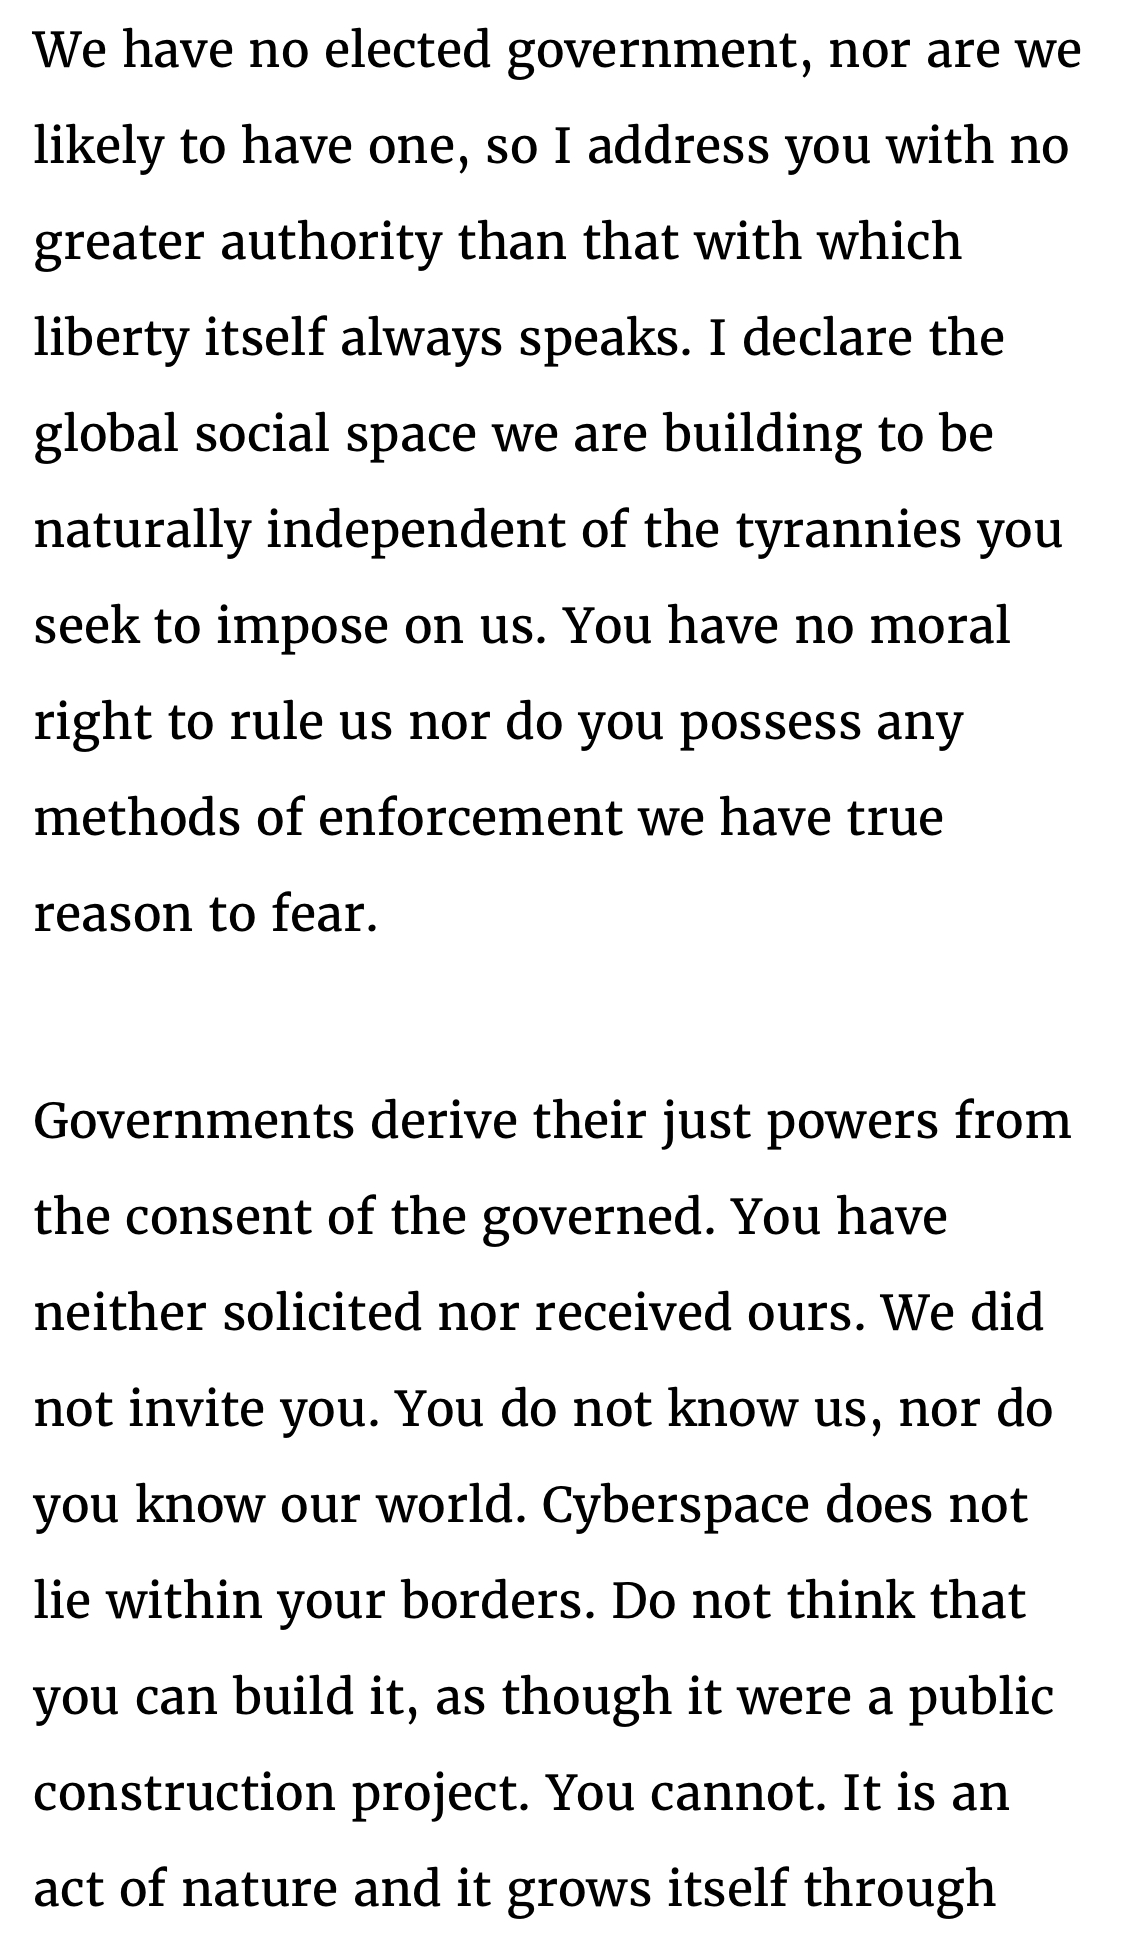 We have no elected government, nor are we
likely to have one, so I address you with no
greater authority than that with which
liberty itself always speaks. I declare the
global social space we are building to be
naturally independent of the tyrannies you
seek to impose on us. You have no moral
right to rule us nor do you possess any
methods of enforcement we have true
reason to fear.
Governments derive their just powers from
the consent of the governed. You have
neither solicited nor received ours. We did
not invite you. You do not know us, nor do
you know our world. Cyberspace does not
lie within your borders. Do not think that
you can build it, as though it were a public
construction project. You cannot. It is an
act of nature and it grows itself through